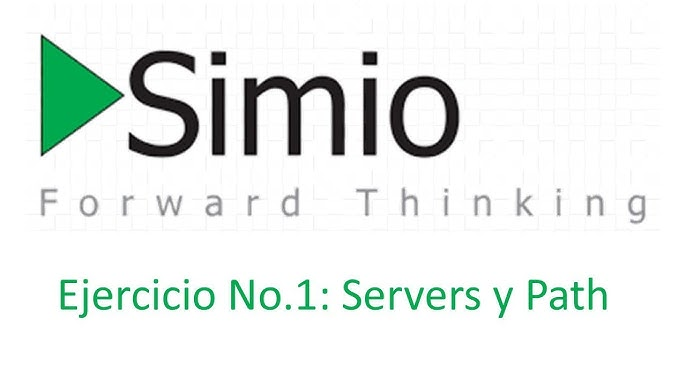 Simio
Forward Thinking
Ejercicio No.1: Servers y Path